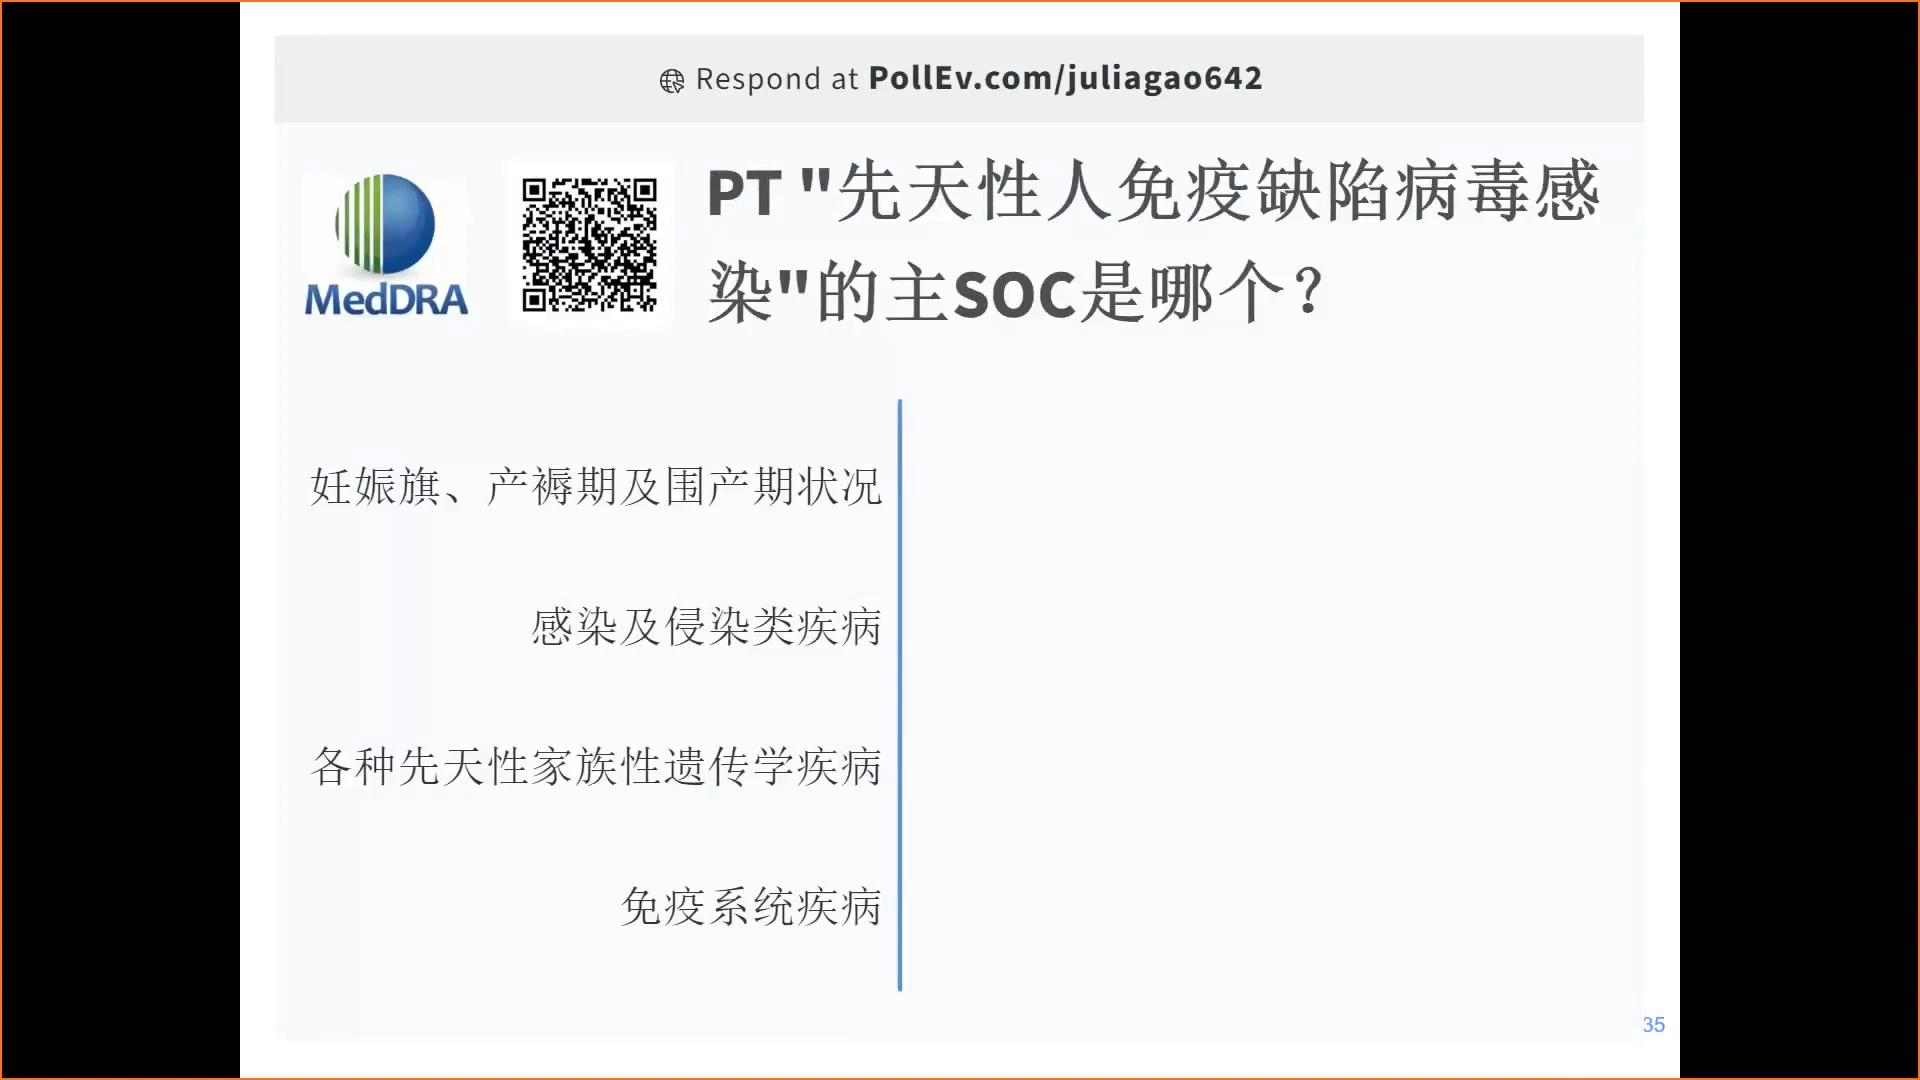 Respond at PollEv.com/juliagao642
MedDRA
PT "先天性人免疫缺陷病毒感
染"的主SOC是哪个？
妊娠旗、产褥期及围产期状况
感染及侵染类疾病
各种先天性家族性遗传学疾病
免疫系统疾病
35